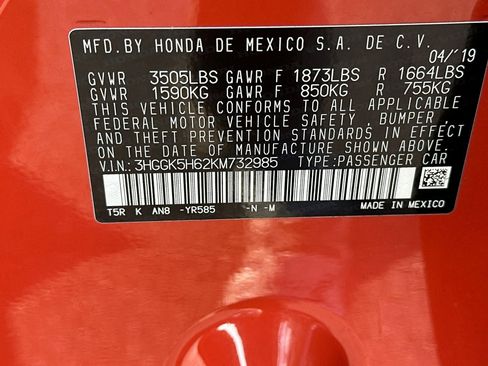 MFD.BY HONDA DE MEXICO S.A. DE C.V.
04/'19
GVWR 3505LBS GAWR F 1873LBS R 1664LBS
GVWR 1590KG GAWR F 850KG R 755KG
THIS VEHICLE CONFORMS TO ALL APPLICABLE
FEDERAL MOTOR VEHICLE SAFETY, BUMPER
AND THEFT PREVENTION STANDARDS IN EFFECT
ON THE DATE OF MANUFACTURE SHOWN ABOVE.
V.I.N.:3HGGK5H62KM732985 TYPE:PASSENGER CAR
T5R K AN8 -YR585 -N -M MADE IN MEXICO